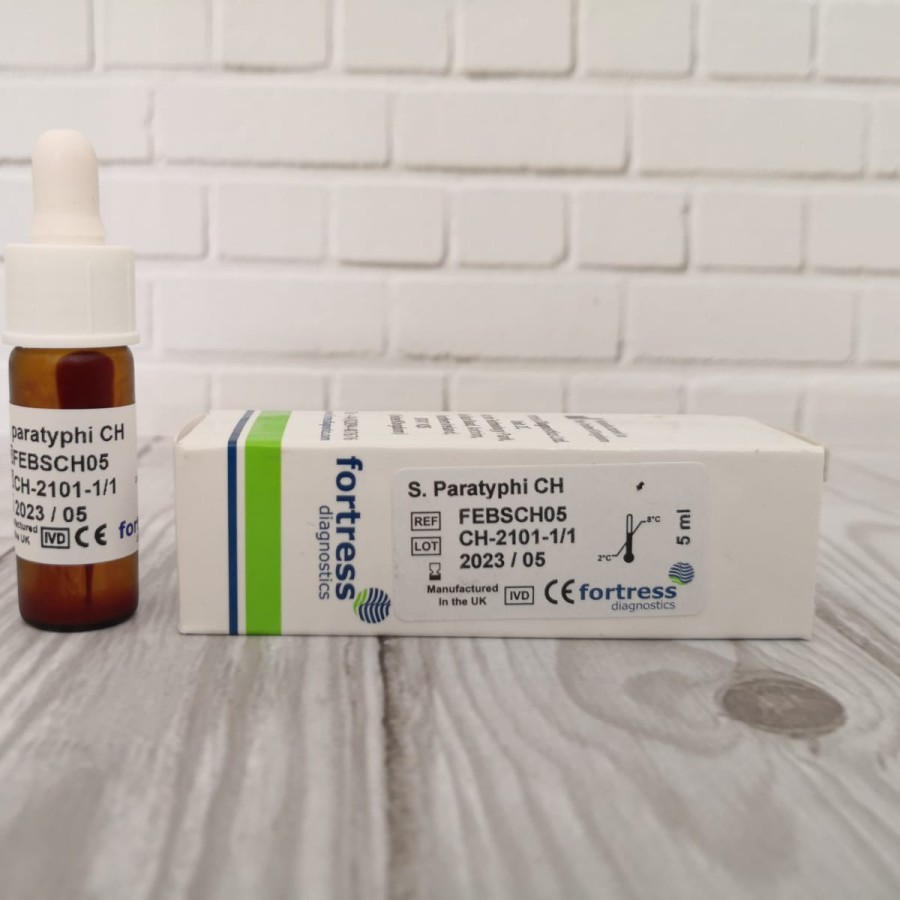 paratyphi CH
FEBSCH05
CH-2101-1/1
2023 / 05
UK
IVD CE
fortress
diagnostics
S. Paratyphi CH
REF FEBSCH05
LOT CH-2101-1/1
2023 / 05
Manufactured
In the UK
IVD CE
fortress
diagnostics
8°C
2°C
5 ml